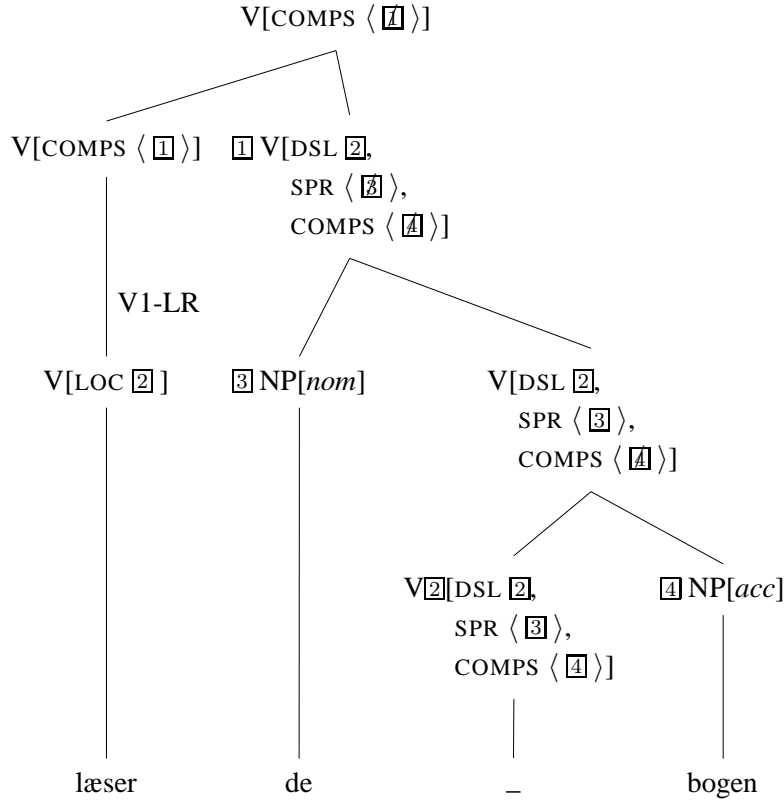 V[COMPS ⟨ 1̸ ⟩]
V[COMPS ⟨ 1 ⟩] 1 V[DSL 2,
SPR ⟨ 3̸ ⟩,
COMPS ⟨ 4̸ ⟩]
V1-LR
V[LOC 2 ] 3 NP[nom] V[DSL 2,
SPR ⟨ 3 ⟩,
COMPS ⟨ 4̸ ⟩]
V2[DSL 2, 4 NP[acc]
SPR ⟨ 3 ⟩,
COMPS ⟨ 4 ⟩]
læser de _ bogen